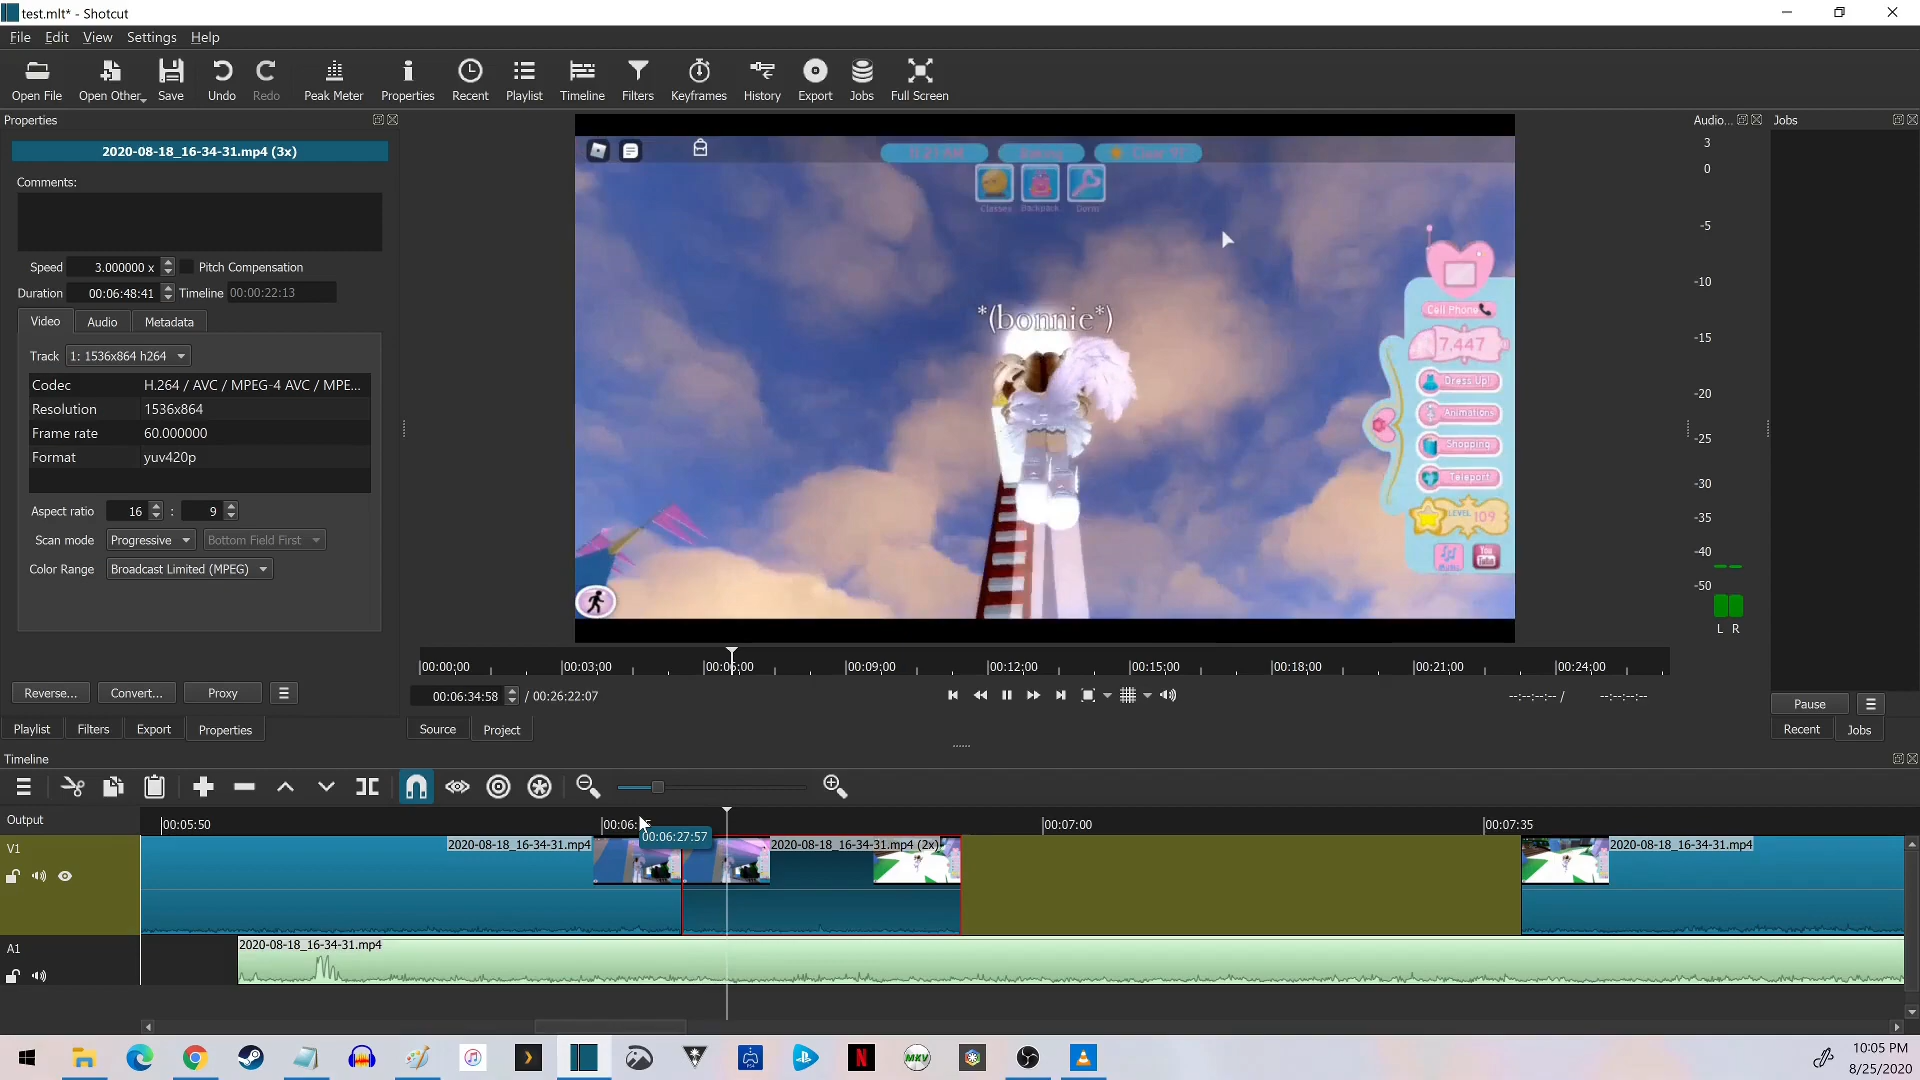 test.mlt* - Shotcut
File Edit View Settings Help
Open File Open Other Save Undo Redo Peak Meter Properties Recent Playlist Timeline Filters Keyframes History Export Jobs Full Screen
Properties
Audio...
Jobs
2020-08-18_16-34-31.mp4 (3x)
Comments:
Speed 3.000000 x Pitch Compensation
Duration 00:06:48:41 Timeline 00:00:22:13
Video Audio Metadata
Track 1: 1536x864 h264
Codec H.264 / AVC / MPEG-4 AVC / MPE...
Resolution 1536x864
Frame rate 60.000000
Format yuv420p
Aspect ratio 16 : 9
Scan mode Progressive Bottom Field First
Color Range Broadcast Limited (MPEG)
Reverse... Convert... Proxy
Playlist Filters Export Properties
Classes Backpack Dorms
*(bonnie*)
Cell Phone
7,447
Dress Up!
Animations
Shopping
Teleport
LEVEL 109
Music You Tube
3
0
-5
-10
-15
-20
-25
-30
-35
-40
-50
L R
00:00:00 00:03:00 00:06:00 00:09:00 00:12:00 00:15:00 00:18:00 00:21:00 00:24:00
00:06:34:58 / 00:26:22:07
--:--:--:-- / --:--:--:--
Source Project
Pause
Recent Jobs
Timeline
Output
00:05:50 00:06: 00:07:00 00:07:35
00:06:27:57
V1
2020-08-18_16-34-31.mp4
2020-08-18_16-34-31.mp4 (2x)
2020-08-18_16-34-31.mp4
A1
2020-08-18_16-34-31.mp4
PS4
N
MKV
10:05 PM
8/25/2020